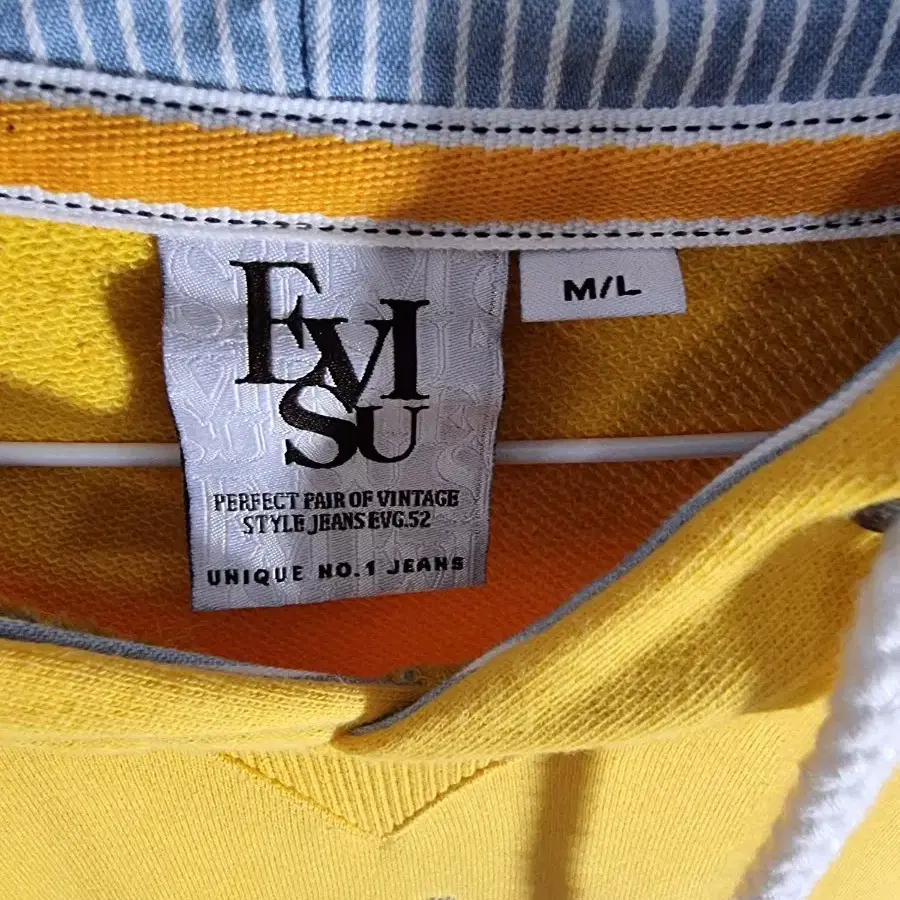 EVI
SU
PERFECT PAIR OF VINTAGE
STYLE JEANS EVG.52
UNIQUE NO.1 JEANS
M/L